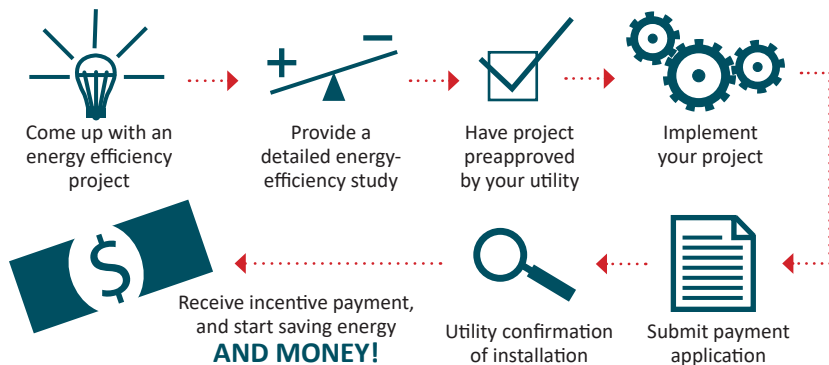 Come up with an
energy efficiency
project
Provide a
detailed energy-
efficiency study
Have project
preapproved
by your utility
Implement
your project
Submit payment
application
Utility confirmation
of installation
$
Receive incentive payment,
and start saving energy
AND MONEY!